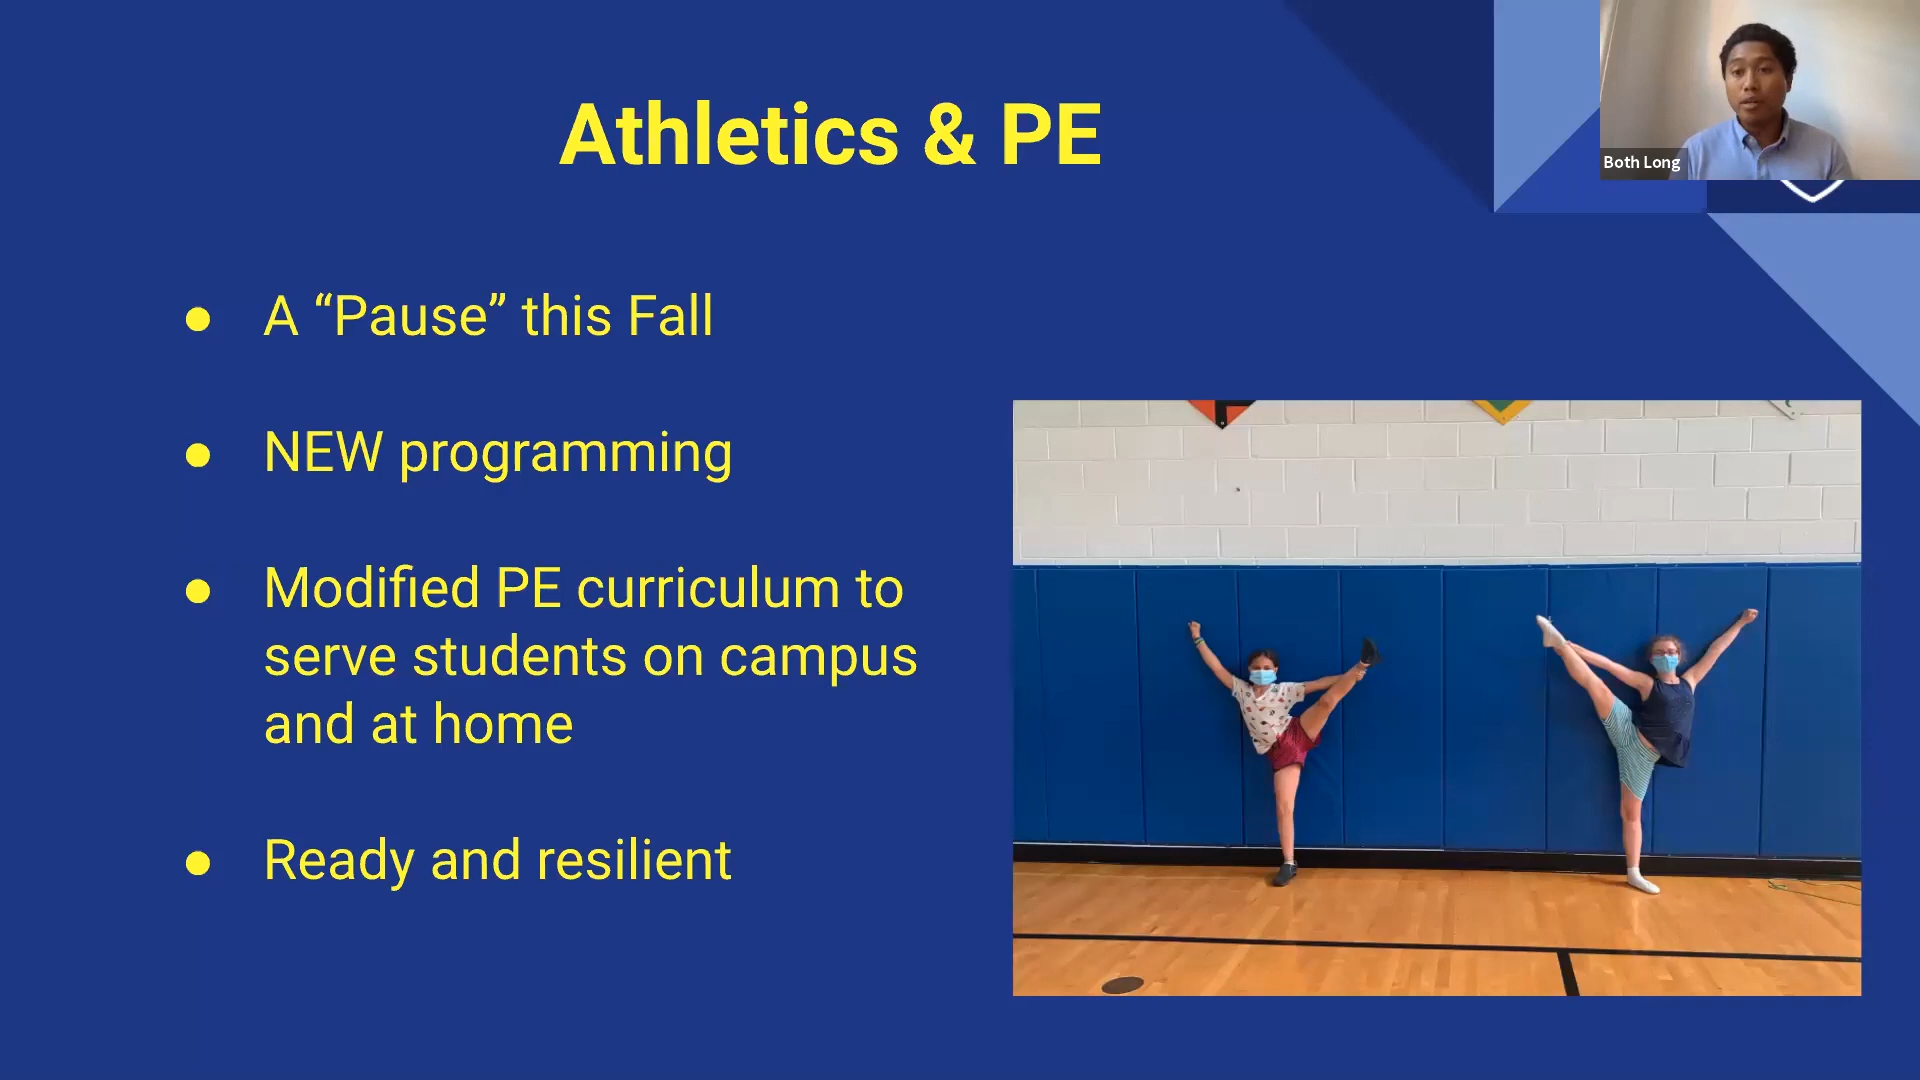 Athletics & PE
Both Long
● A “Pause” this Fall
● NEW programming
● Modified PE curriculum to
serve students on campus
and at home
● Ready and resilient